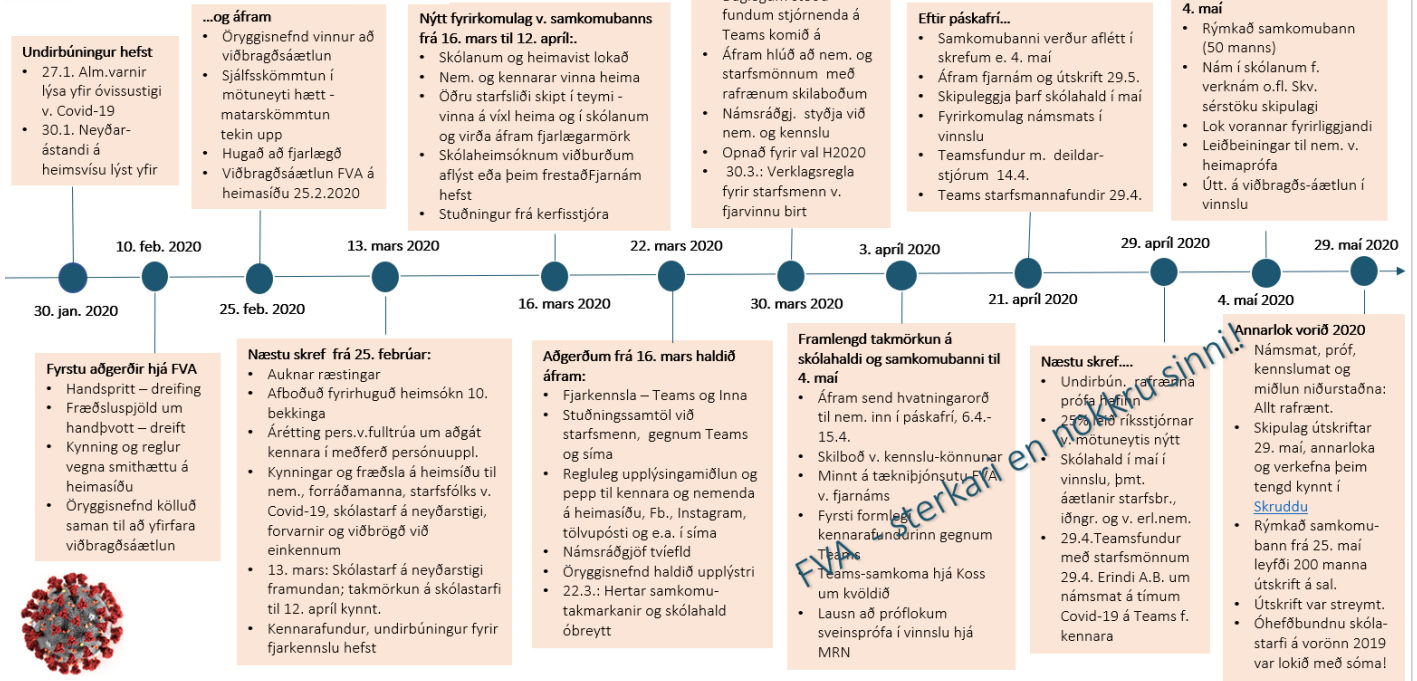 Undirbúningur hefst
• 27.1. Alm.varnir
lýsa yfir óvissustigi
v. Covid-19
• 30.1. Neyðar-
ástandi á
heimsvísu lýst yfir
…og áfram
• Öryggisnefnd vinnur að
viðbragðsáætlun
• Sjálfsskömmtun í
mötuneyti hætt -
matarskömmtun
tekin upp
• Hugað að fjarlægð
• Viðbragðsáætlun FVA á
heimasíðu 25.2.2020
Nýtt fyrirkomulag v. samkomubanns
frá 16. mars til 12. apríl:.
• Skólanum og heimavist lokað
• Nem. og kennarar vinna heima
• Öðru starfsliði skipt í teymi -
vinna á víxl heima og í skólanum
og virða áfram fjarlægarmörk
• Skólaheimsóknum viðburðum
aflýst eða þeim frestaðFjarnám
hefst
• Stuðningur frá kerfisstjóra
fundum stjórnenda á
Teams komið á
• Áfram hlúð að nem. og
starfsmönnum með
rafrænum skilaboðum
• Námsráðgj. styðja við
nem. og kennslu
• Opnað fyrir val H2020
• 30.3.: Verklagsregla
fyrir starfsmenn v.
fjarvinnu birt
Eftir páskafrí…
• Samkomubanni verður aflétt í
skrefum e. 4. maí
• Áfram fjarnám og útskrift 29.5.
• Skipuleggja þarf skólahald í maí
• Fyrirkomulag námsmats í
vinnslu
• Teamsfundur m. deildar-
stjórum 14.4.
• Teams starfsmannafundir 29.4.
4. maí
• Rýmkað samkomubann
(50 manns)
• Nám í skólanum f.
verknám o.fl. Skv.
sérstöku skipulagi
• Lok vorannar fyrirliggjandi
• Leiðbeiningar til nem. v.
heimaprófa
• Útt. á viðbragðs-áætlun í
vinnslu
30. jan. 2020
10. feb. 2020
25. feb. 2020
13. mars 2020
16. mars 2020
22. mars 2020
30. mars 2020
3. apríl 2020
21. apríl 2020
29. apríl 2020
4. maí 2020
29. maí 2020
Fyrstu aðgerðir hjá FVA
• Handspritt – dreifing
• Fræðsluspjöld um
handþvott – dreift
• Kynning og reglur
vegna smithættu á
heimasíðu
• Öryggisnefnd kölluð
saman til að yfirfara
viðbragðsáætlun
Næstu skref frá 25. febrúar:
• Auknar ræstingar
• Afboðuð fyrirhuguð heimsókn 10.
bekkinga
• Árétting pers.v.fulltrúa um aðgát
kennara í meðferð persónuuppl.
• Kynningar og fræðsla á heimsíðu til
nem., forráðamanna, starfsfólks v.
Covid-19, skólastarf á neyðarstigi,
forvarnir og viðbrögð við
einkennum
• 13. mars: Skólastarf á neyðarstigi
framundan; takmörkun á skólastarfi
til 12. apríl kynnt.
• Kennarafundur, undirbúningur fyrir
fjarkennslu hefst
Aðgerðum frá 16. mars haldið
áfram:
• Fjarkennsla – Teams og Inna
• Stuðningssamtöl við
starfsmenn, gegnum Teams
og síma
• Regluleg upplýsingamiðlun og
pepp til kennara og nemenda
á heimasíðu, Fb., Instagram,
tölvupósti og e.a. í síma
• Námsráðgjöf tvíefld
• Öryggisnefnd haldið upplýstri
• 22.3.: Hertar samkomu-
takmarkanir og skólahald
óbreytt
Framlengd takmörkun á
skólahaldi og samkomubanni til
4. maí
• Áfram send hvatningarorð
til nem. inn í páskafrí, 6.4.-
15.4.
• Skilboð v. kennslu-könnunar
• Minnt á tækniþjónsutu FVA
v. fjarnáms
• Fyrsti formlegi
kennarafundurinn gegnum
Teams
• Teams-samkoma hjá Koss
um kvöldið
• Lausn að próflokum
sveinsprófa í vinnslu hjá
MRN
Næstu skref….
• Undirbún. rafrænna
prófa hafinn
• 25% leið ríksstjórnar
v. mötuneytis nýtt
• Skólahald í maí í
vinnslu, þmt.
áætlanir starfsbr.,
iðngr. og v. erl.nem.
• 29.4.Teamsfundur
með starfsmönnum
29.4. Erindi A.B. um
námsmat á tímum
Covid-19 á Teams f.
kennara
Annarlok vorið 2020
• Námsmat, próf,
kennslumat og
miðlun niðurstaðna:
Allt rafrænt.
• Skipulag útskriftar
29. maí, annarloka
og verkefna þeim
tengd kynnt í
Skruddu
• Rýmkað samkomu-
bann frá 25. maí
leyfði 200 manna
útskrift á sal.
• Útskrift var streymt.
• Óhefðbundnu skóla-
starfi á vorönn 2019
var lokið með sóma!
FVA – sterkari en nokkru sinni!